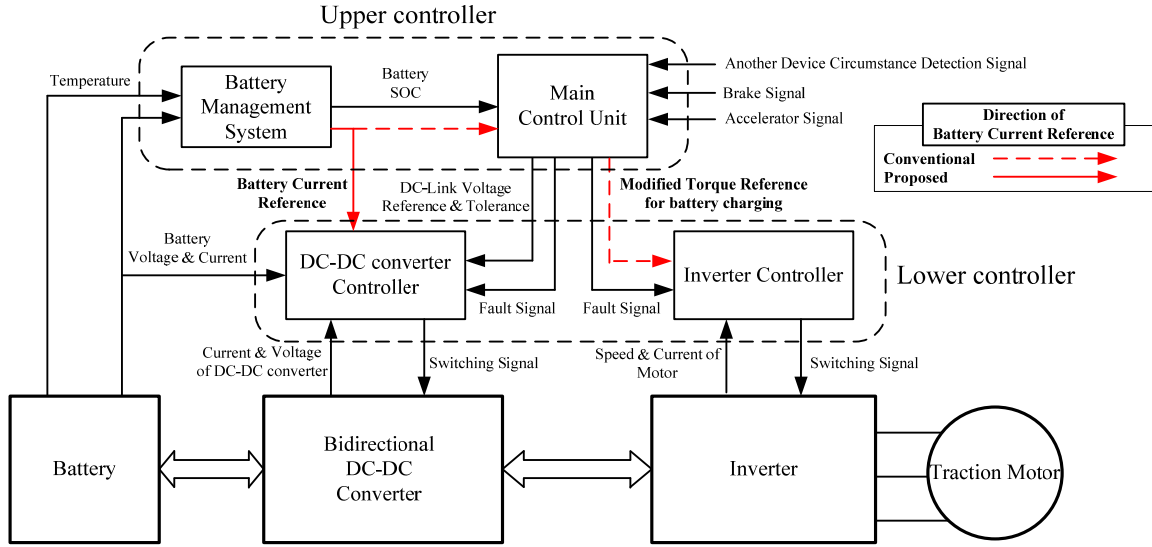 Upper controller
Temperature
Battery
Management
System
Battery
SOC
Main
Control Unit
Another Device Circumstance Detection Signal
Brake Signal
Accelerator Signal
Direction of
Battery Current Reference
Conventional
Proposed
Battery Current
Reference
DC-Link Voltage
Reference & Tolerance
Modified Torque Reference
for battery charging
Battery
Voltage & Current
DC-DC converter
Controller
Fault Signal
Fault Signal
Inverter Controller
Lower controller
Current & Voltage
of DC-DC converter
Switching Signal
Speed & Current of
Motor
Switching Signal
Battery
Bidirectional
DC-DC
Converter
Inverter
Traction Motor